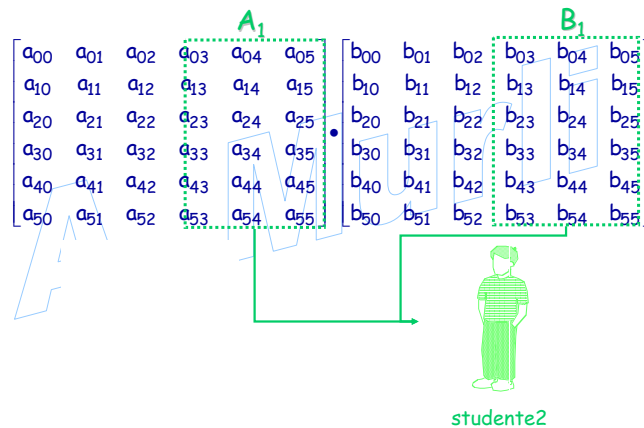 A₁ B₁
a₀₀ a₀₁ a₀₂ a₀₃ a₀₄ a₀₅ b₀₀ b₀₁ b₀₂ b₀₃ b₀₄ b₀₅
a₁₀ a₁₁ a₁₂ a₁₃ a₁₄ a₁₅ b₁₀ b₁₁ b₁₂ b₁₃ b₁₄ b₁₅
a₂₀ a₂₁ a₂₂ a₂₃ a₂₄ a₂₅ • b₂₀ b₂₁ b₂₂ b₂₃ b₂₄ b₂₅
a₃₀ a₃₁ a₃₂ a₃₃ a₃₄ a₃₅ b₃₀ b₃₁ b₃₂ b₃₃ b₃₄ b₃₅
a₄₀ a₄₁ a₄₂ a₄₃ a₄₄ a₄₅ b₄₀ b₄₁ b₄₂ b₄₃ b₄₄ b₄₅
a₅₀ a₅₁ a₅₂ a₅₃ a₅₄ a₅₅ b₅₀ b₅₁ b₅₂ b₅₃ b₅₄ b₅₅
A. Murli
studente2